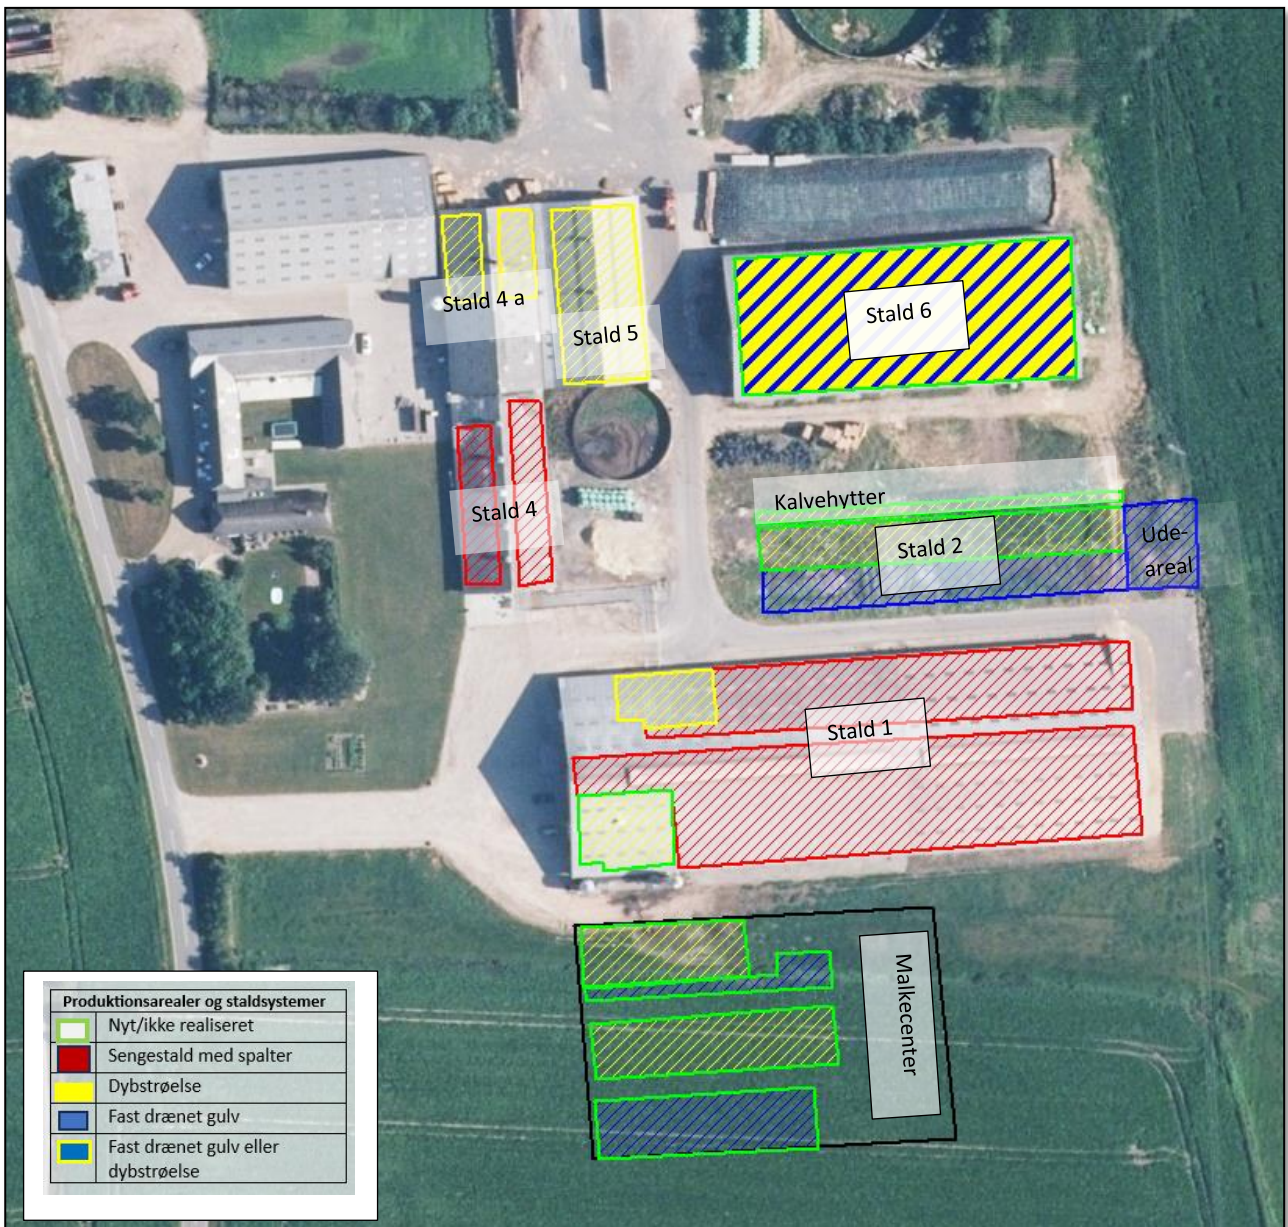 Stald 4 a
Stald 5
Stald 6
Stald 4
Kalvehytter
Stald 2
Ude-
areal
Stald 1
Malkecenter
Produktionsarealer og staldsystemer
Nyt/ikke realiseret
Sengestald med spalter
Dybstrøelse
Fast drænet gulv
Fast drænet gulv eller
dybstrøelse